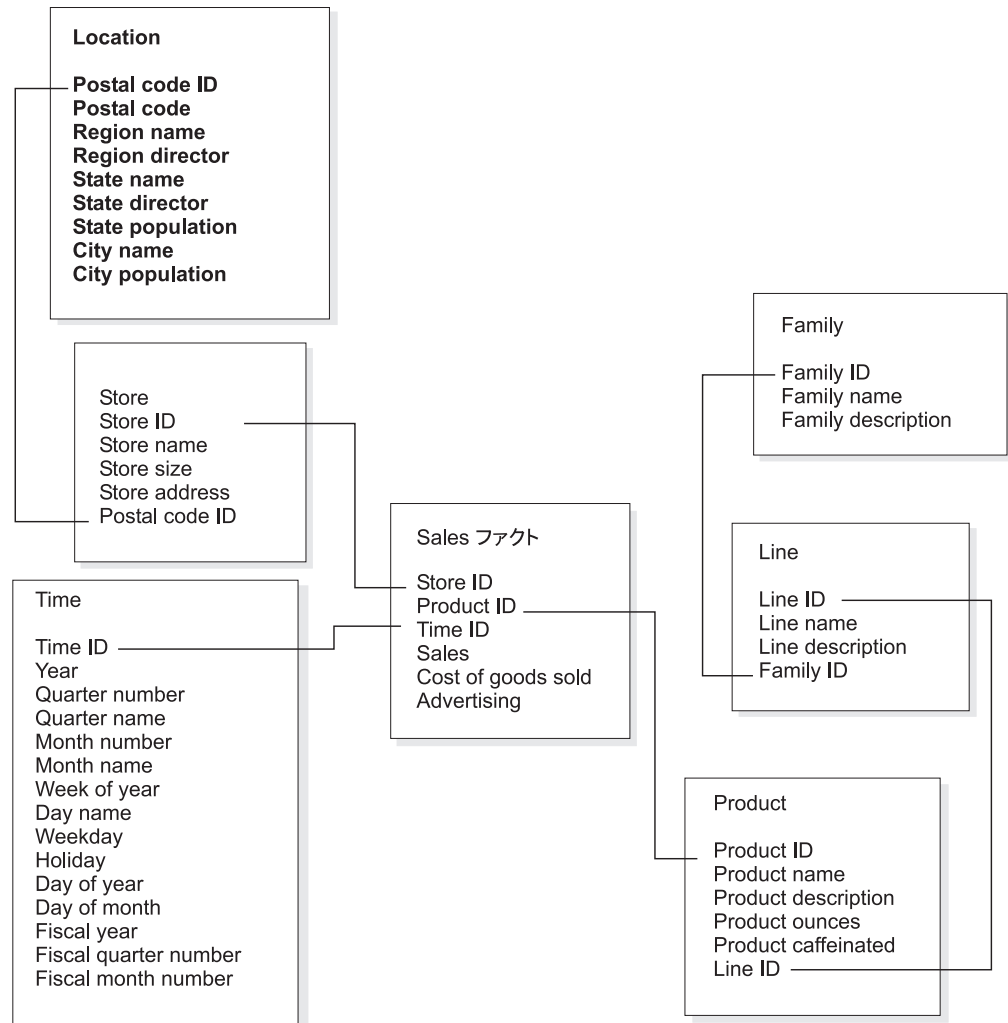 Location
Postal code ID
Postal code
Region name
Region director
State name
State director
State population
City name
City population
Store
Store ID
Store name
Store size
Store address
Postal code ID
Time
Time ID
Year
Quarter number
Quarter name
Month number
Month name
Week of year
Day name
Weekday
Holiday
Day of year
Day of month
Fiscal year
Fiscal quarter number
Fiscal month number
Sales ファクト
Store ID
Product ID
Time ID
Sales
Cost of goods sold
Advertising
Family
Family ID
Family name
Family description
Line
Line ID
Line name
Line description
Family ID
Product
Product ID
Product name
Product description
Product ounces
Product caffeinated
Line ID